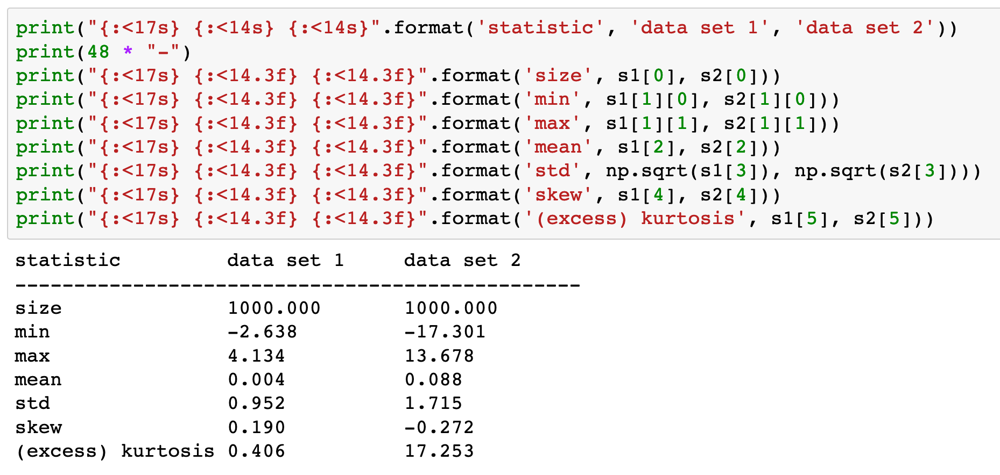 print("{:<17s} {:<14s} {:<14s}".format('statistic', 'data set 1', 'data set 2'))
print(48 * "-")
print("{:<17s} {:<14.3f} {:<14.3f}".format('size', s1[0], s2[0]))
print("{:<17s} {:<14.3f} {:<14.3f}".format('min', s1[1][0], s2[1][0]))
print("{:<17s} {:<14.3f} {:<14.3f}".format('max', s1[1][1], s2[1][1]))
print("{:<17s} {:<14.3f} {:<14.3f}".format('mean', s1[2], s2[2]))
print("{:<17s} {:<14.3f} {:<14.3f}".format('std', np.sqrt(s1[3]), np.sqrt(s2[3])))
print("{:<17s} {:<14.3f} {:<14.3f}".format('skew', s1[4], s2[4]))
print("{:<17s} {:<14.3f} {:<14.3f}".format('(excess) kurtosis', s1[5], s2[5]))
statistic         data set 1     data set 2
------------------------------------------------
size              1000.000       1000.000
min               -2.638         -17.301
max               4.134          13.678
mean              0.004          0.088
std               0.952          1.715
skew              0.190          -0.272
(excess) kurtosis 0.406          17.253